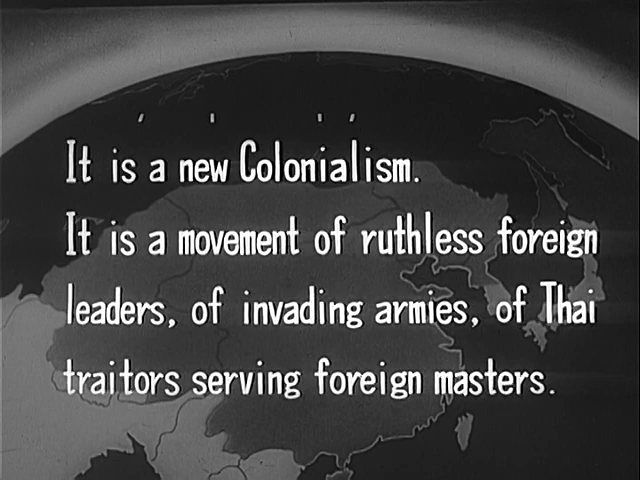 It is a new Colonialism.
It is a movement of ruthless foreign
leaders, of invading armies, of Thai
traitors serving foreign masters.